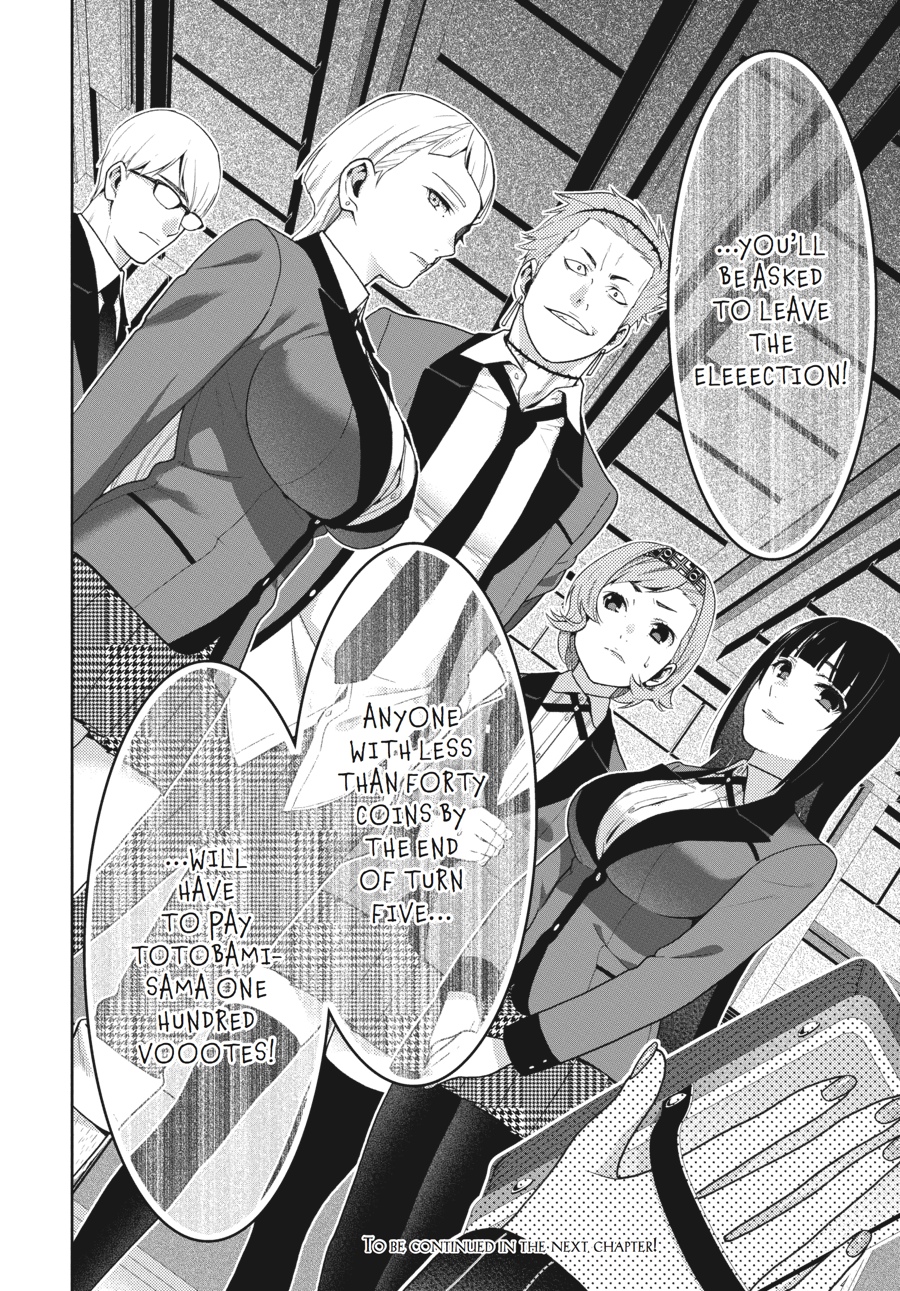 ...YOU'LL
BE ASKED
TO LEAVE
THE
ELEEECTION!
ANYONE
WITH LESS
THAN FORTY
COINS BY
THE END
OF TURN
FIVE...
...WILL
HAVE
TO PAY
TOTOBAMI-
SAMA ONE
HUNDRED
VOOOTES!
TO BE CONTINUED IN THE NEXT CHAPTER!